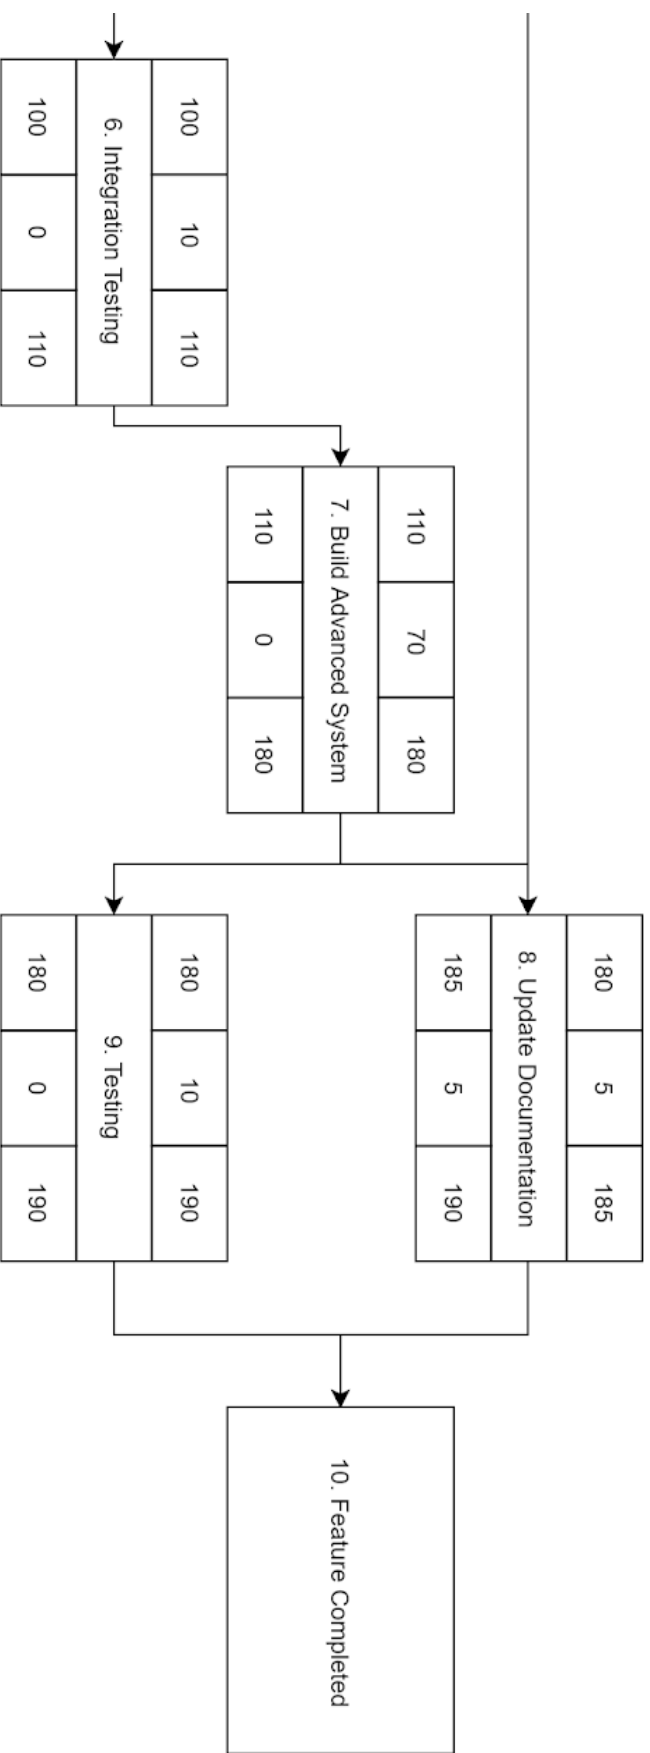 100 10 110
6. Integration Testing
100 0 110
110 70 180
7. Build Advanced System
110 0 180
180 5 185
8. Update Documentation
185 5 190
180 10 190
9. Testing
180 0 190
10. Feature Completed